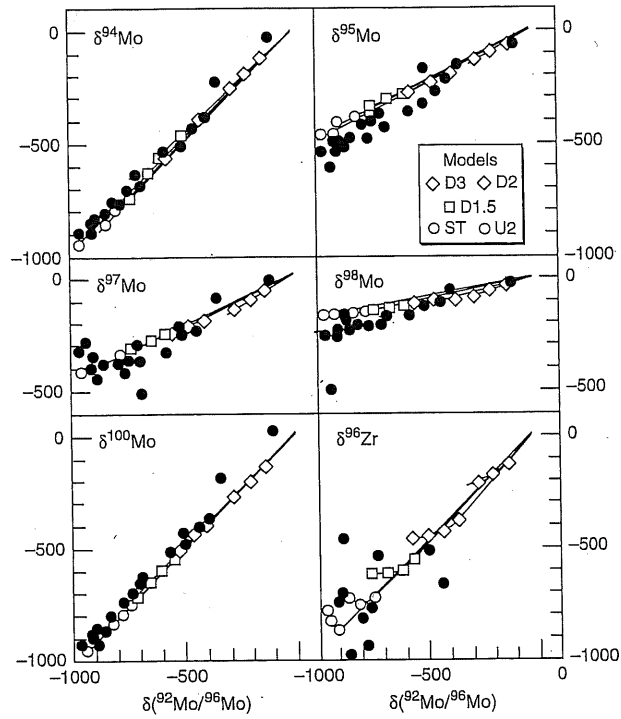 δ⁹⁴Mo
δ⁹⁵Mo
0
-500
-1000
0
-500
-1000
Models
◇ D3 ◇ D2
□ D1.5
○ ST ○ U2
δ⁹⁷Mo
δ⁹⁸Mo
0
-500
0
-500
δ¹⁰⁰Mo
δ⁹⁶Zr
0
-500
-1000
0
-500
-1000
-1000 -500
-1000 -500 0
δ(⁹²Mo/⁹⁶Mo)
δ(⁹²Mo/⁹⁶Mo)